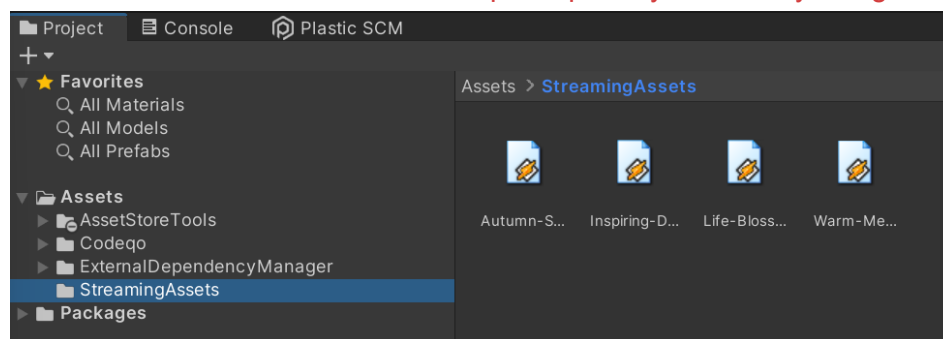 Project Console Plastic SCM
Favorites
All Materials
All Models
All Prefabs
Assets
AssetStoreTools
Codeqo
ExternalDependencyManager
StreamingAssets
Packages
Assets > StreamingAssets
Autumn-S... Inspiring-D... Life-Bloss... Warm-Me...